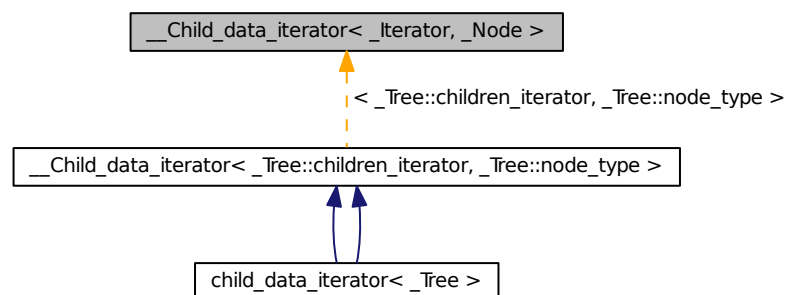 __Child_data_iterator< _Iterator, _Node >
< _Tree::children_iterator, _Tree::node_type >
__Child_data_iterator< _Tree::children_iterator, _Tree::node_type >
child_data_iterator< _Tree >